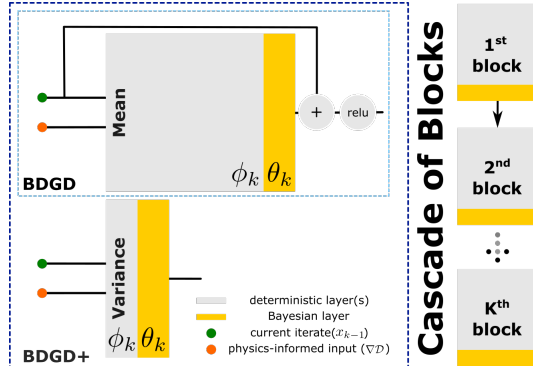 Mean
ϕₖ θₖ
+
relu
BDGD
Variance
ϕₖ θₖ
BDGD+
deterministic layer(s)
Bayesian layer
current iterate(xₖ₋₁)
physics-informed input (∇𝒟)
Cascade of Blocks
1ˢᵗ
block
2ⁿᵈ
block
Kᵗʰ
block